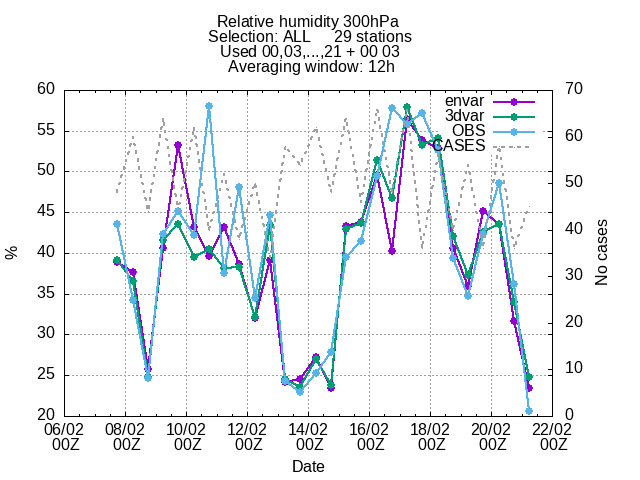 Relative humidity 300hPa
Selection: ALL     29 stations
Used 00,03,...,21 + 00 03
Averaging window: 12h
60 70
envar
3dvar
OBS
CASES
55 60
50 50
45 40
40 30
35 20
30 10
25 0
20
%
No cases
06/02 08/02 10/02 12/02 14/02 16/02 18/02 20/02 22/02
00Z 00Z 00Z 00Z 00Z 00Z 00Z 00Z 00Z
Date